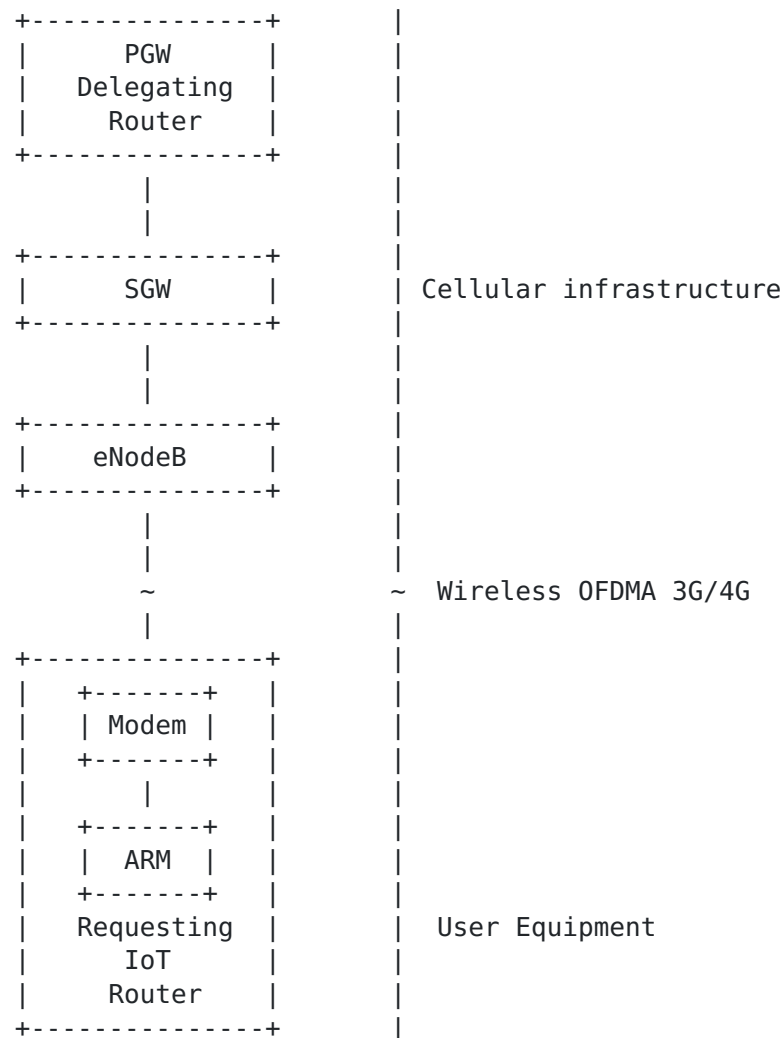 PGW
Delegating
Router
SGW
Cellular infrastructure
eNodeB
Wireless OFDMA 3G/4G
Modem
ARM
Requesting
User Equipment
IoT
Router